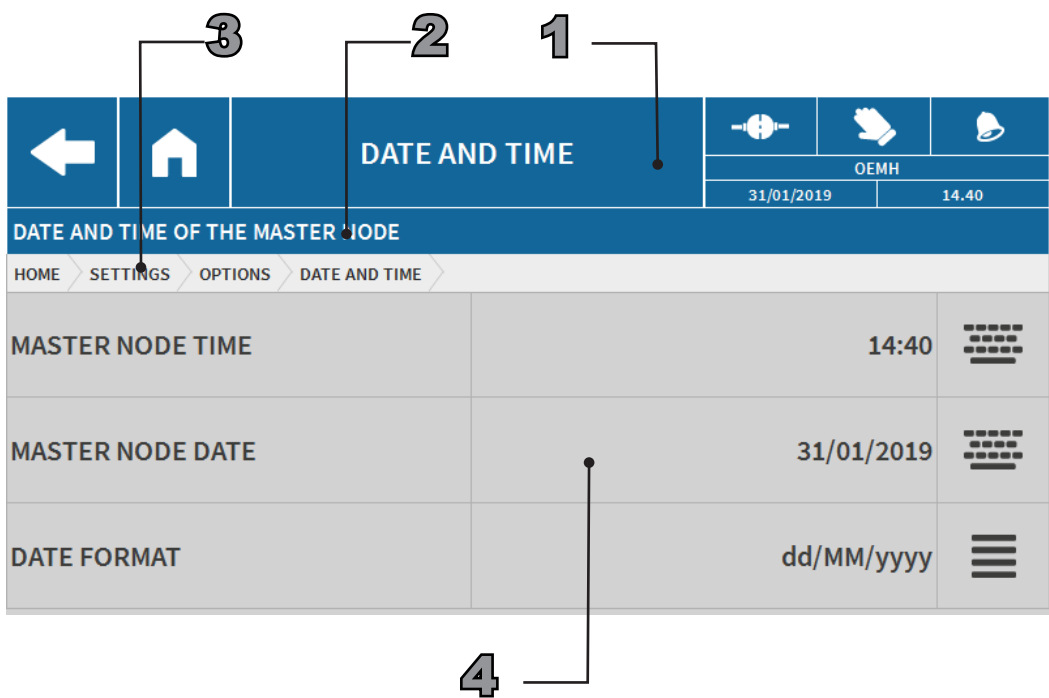 3 2 1
DATE AND TIME
OEMH
31/01/2019 14.40
DATE AND TIME OF THE MASTER NODE
HOME SETTINGS OPTIONS DATE AND TIME
MASTER NODE TIME 14:40
MASTER NODE DATE 31/01/2019
DATE FORMAT dd/MM/yyyy
4